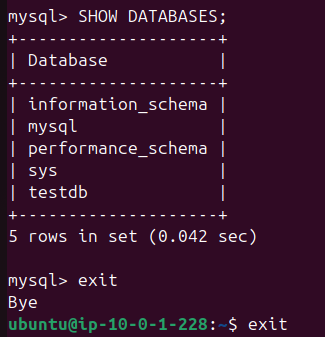 mysql> SHOW DATABASES;
+--------------------+
| Database           |
+--------------------+
| information_schema |
| mysql              |
| performance_schema |
| sys                |
| testdb             |
+--------------------+
5 rows in set (0.042 sec)
mysql> exit
Bye
ubuntu@ip-10-0-1-228:~$ exit